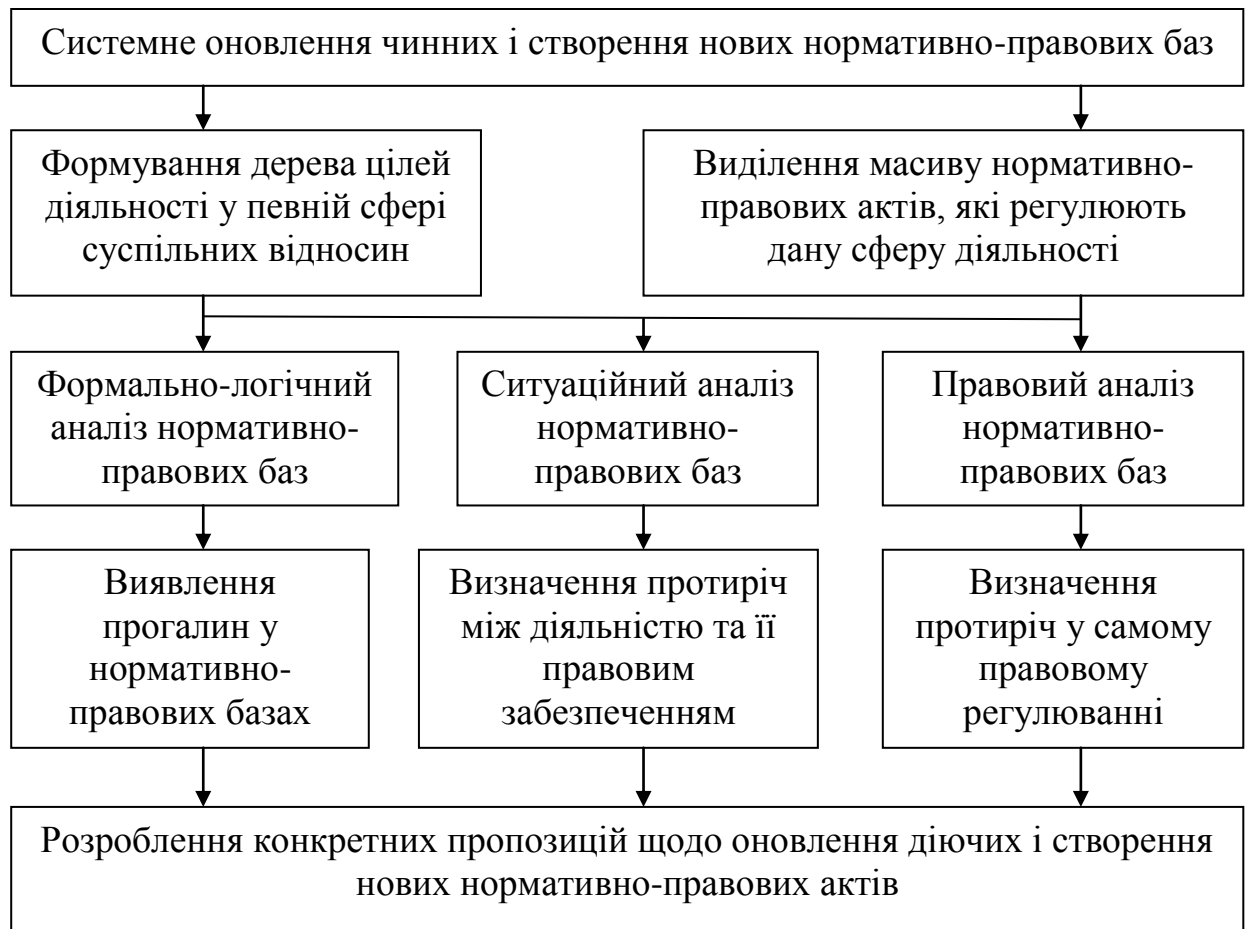 Системне оновлення чинних і створення нових нормативно-правових баз
Формування дерева цілей
діяльності у певній сфері
суспільних відносин
Виділення масиву нормативно-
правових актів, які регулюють
дану сферу діяльності
Формально-логічний
аналіз нормативно-
правових баз
Ситуаційний аналіз
нормативно-
правових баз
Правовий аналіз
нормативно-
правових баз
Виявлення
прогалин у
нормативно-
правових базах
Визначення протиріч
між діяльністю та її
правовим
забезпеченням
Визначення
протиріч у самому
правовому
регулюванні
Розроблення конкретних пропозицій щодо оновлення діючих і створення
нових нормативно-правових актів